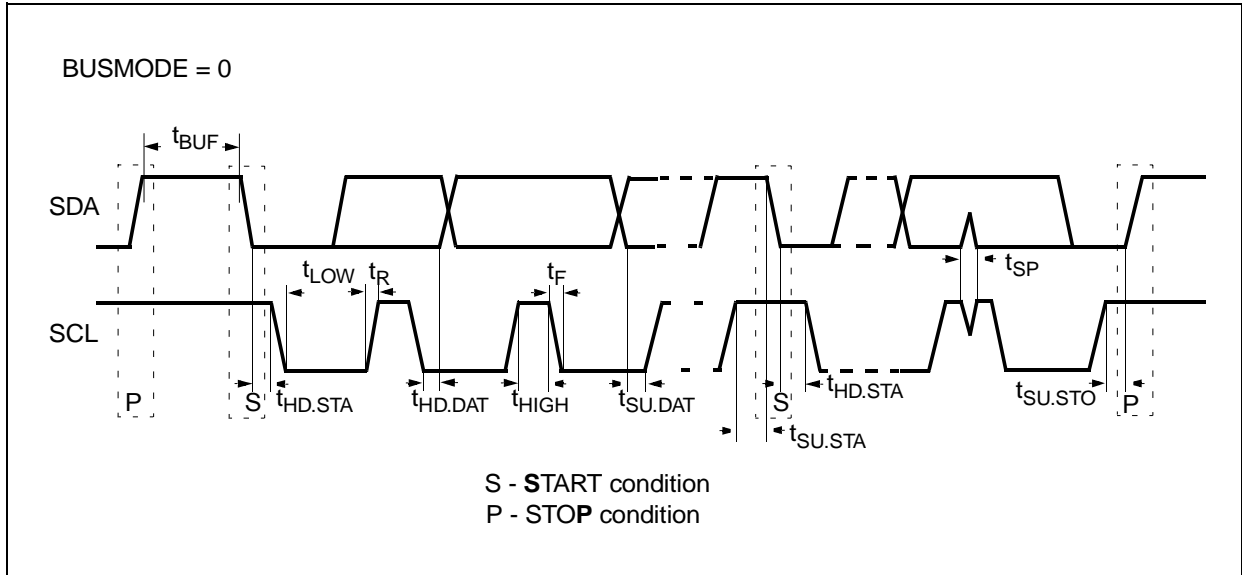 BUSMODE = 0
tBUF
SDA
tLOW
tR
tF
tSP
SCL
P
S
tHD.STA
tHD.DAT
tHIGH
tSU.DAT
S
tHD.STA
tSU.STO
P
tSU.STA
S - START condition
P - STOP condition